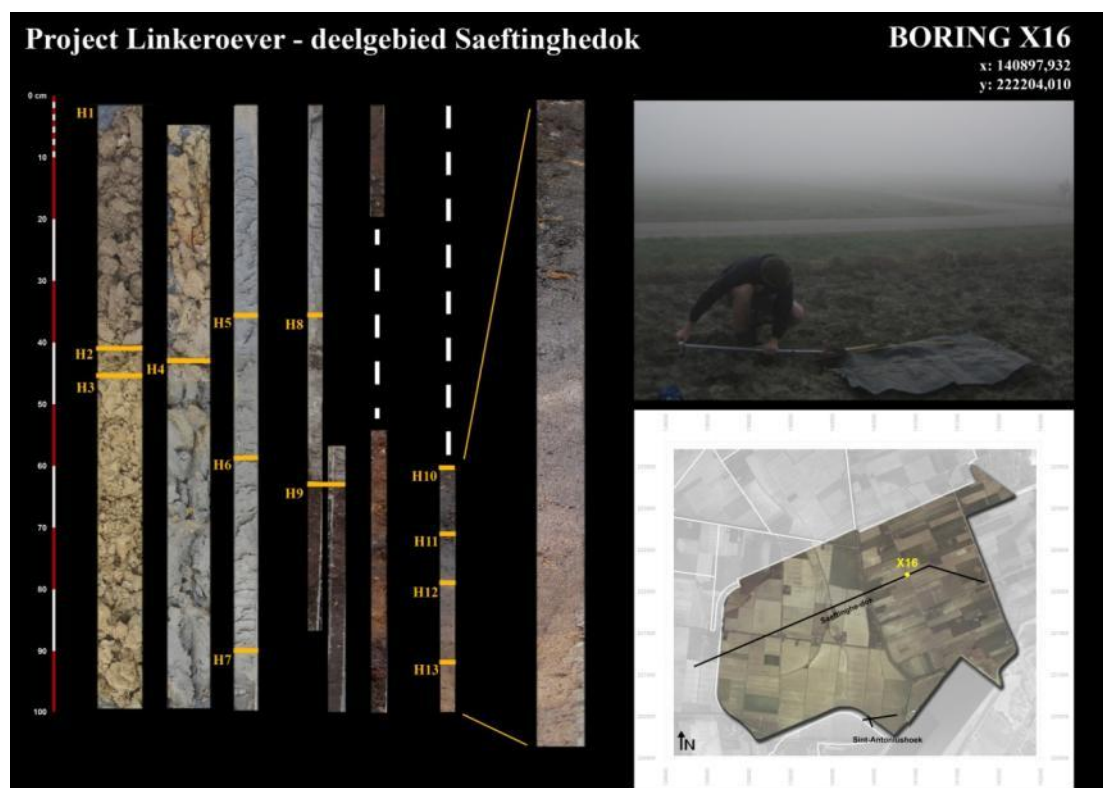 Project Linkeroever - deelgebied Saeftinghedok
BORING X16
x: 140897,932
y: 222204,010
0 cm
10
20
30
40
50
60
70
80
90
100
H1
H2
H3
H4
H5
H6
H7
H8
H9
H10
H11
H12
H13
X16
Saeftinghe-dok
Sint-Antoniushoek
N